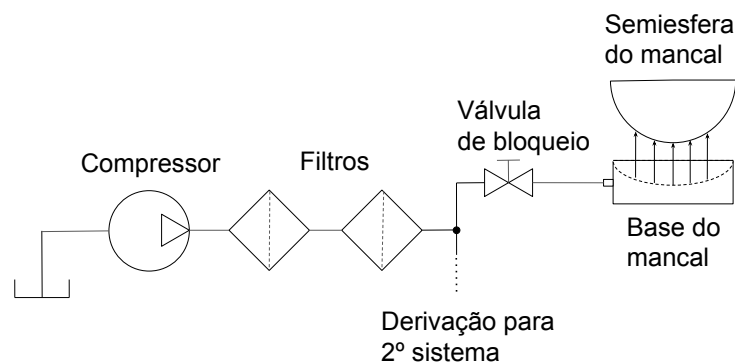 Semiesfera
do mancal
Válvula
de bloqueio
Compressor
Filtros
Base do
mancal
Derivação para
2º sistema